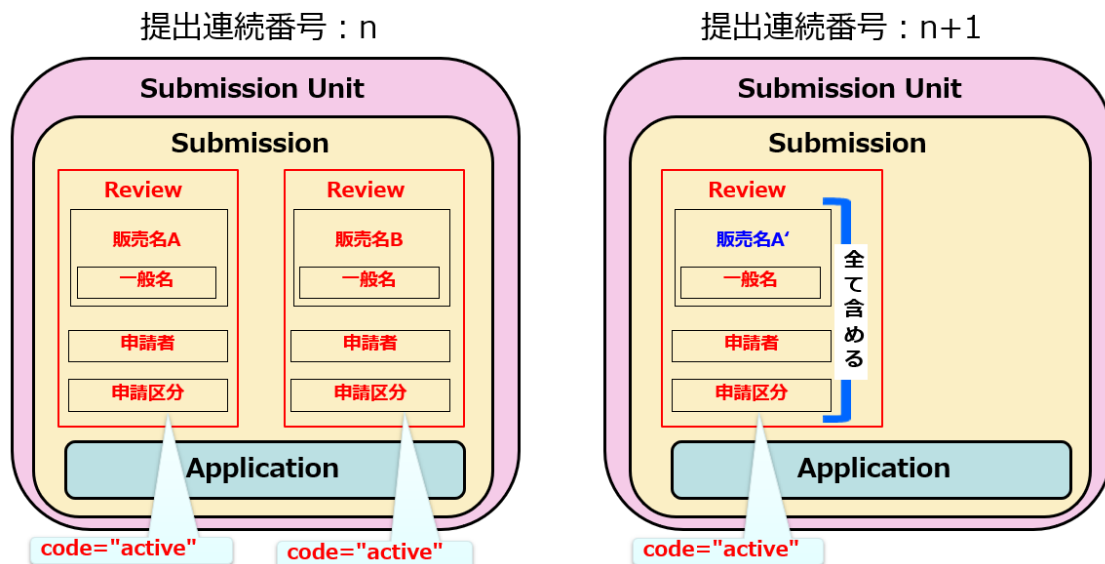 提出連続番号：n
Submission Unit
Submission
Review
販売名A
一般名
申請者
申請区分
Review
販売名B
一般名
申請者
申請区分
Application
code="active"
code="active"
提出連続番号：n+1
Submission Unit
Submission
Review
販売名A‘
一般名
申請者
申請区分
全て含める
Application
code="active"